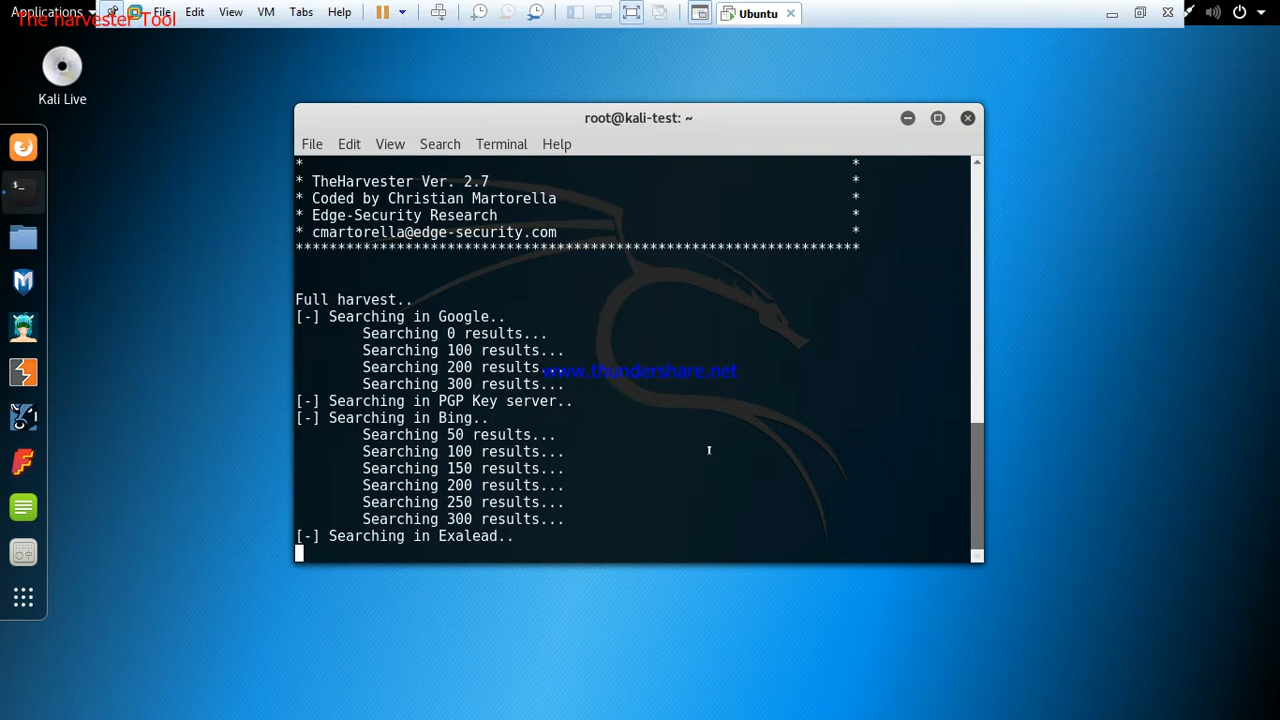 Applications
File Edit View VM Tabs Help
Ubuntu
The harvester Tool
Kali Live
root@kali-test: ~
File Edit View Search Terminal Help
* *
* TheHarvester Ver. 2.7 *
* Coded by Christian Martorella *
* Edge-Security Research *
* cmartorella@edge-security.com *
*******************************************************************
Full harvest..
[-] Searching in Google..
Searching 0 results...
Searching 100 results...
Searching 200 results...
www.thundershare.net
Searching 300 results...
[-] Searching in PGP Key server..
[-] Searching in Bing..
Searching 50 results...
Searching 100 results...
Searching 150 results...
Searching 200 results...
Searching 250 results...
Searching 300 results...
[-] Searching in Exalead..